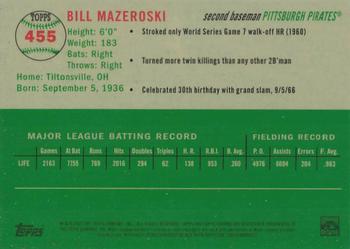 TOPPS
455
BILL MAZEROSKI
second baseman PITTSBURGH PIRATES®
Height: 6'0"
Weight: 183
Bats: Right
Throws: Right
Home: Tiltonsville, OH
Born: September 5, 1936
• Stroked only World Series Game 7 walk-off HR (1960)
• Turned more twin killings than any other 2B'man
• Celebrated 30th birthday with grand slam, 9/5/66
MAJOR LEAGUE BATTING RECORD
FIELDING RECORD
Games At Bat Runs Hits Doubles Triples H.R. R.B.I. B. Avg. P.O. Assists Errors F. Avg.
LIFE 2163 7755 769 2016 294 62 138 853 .260 4976 6694 204 .983
Topps